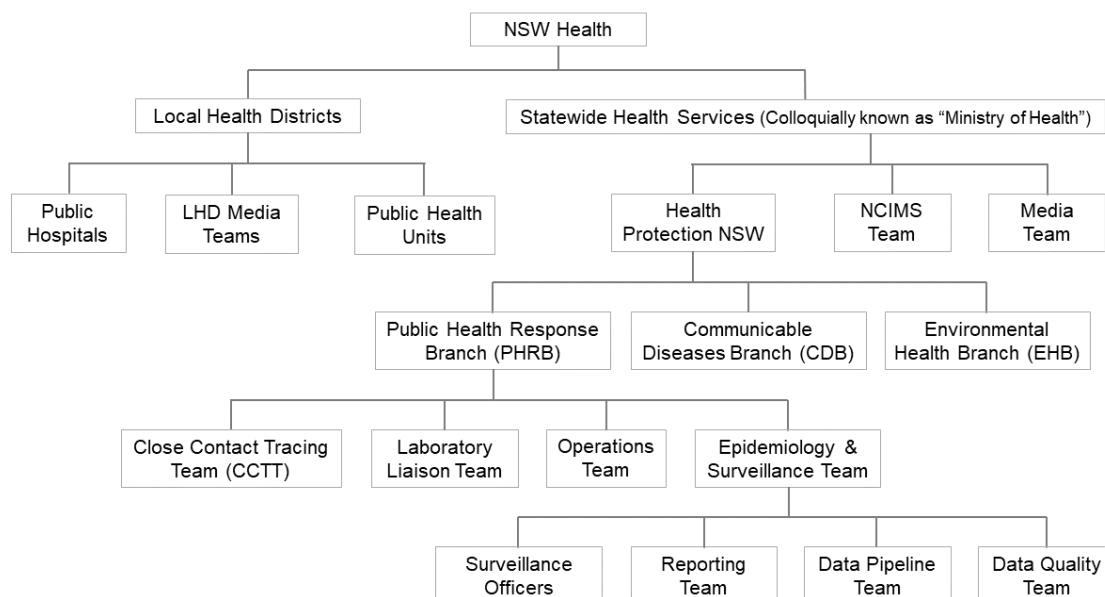 NSW Health
Local Health Districts
Statewide Health Services (Colloquially known as “Ministry of Health”)
Public
Hospitals
LHD Media
Teams
Public Health
Units
Health
Protection NSW
NCIMS
Team
Media
Team
Public Health Response
Branch (PHRB)
Communicable
Diseases Branch (CDB)
Environmental
Health Branch (EHB)
Close Contact Tracing
Team (CCTT)
Laboratory
Liaison Team
Operations
Team
Epidemiology &
Surveillance Team
Surveillance
Officers
Reporting
Team
Data Pipeline
Team
Data Quality
Team